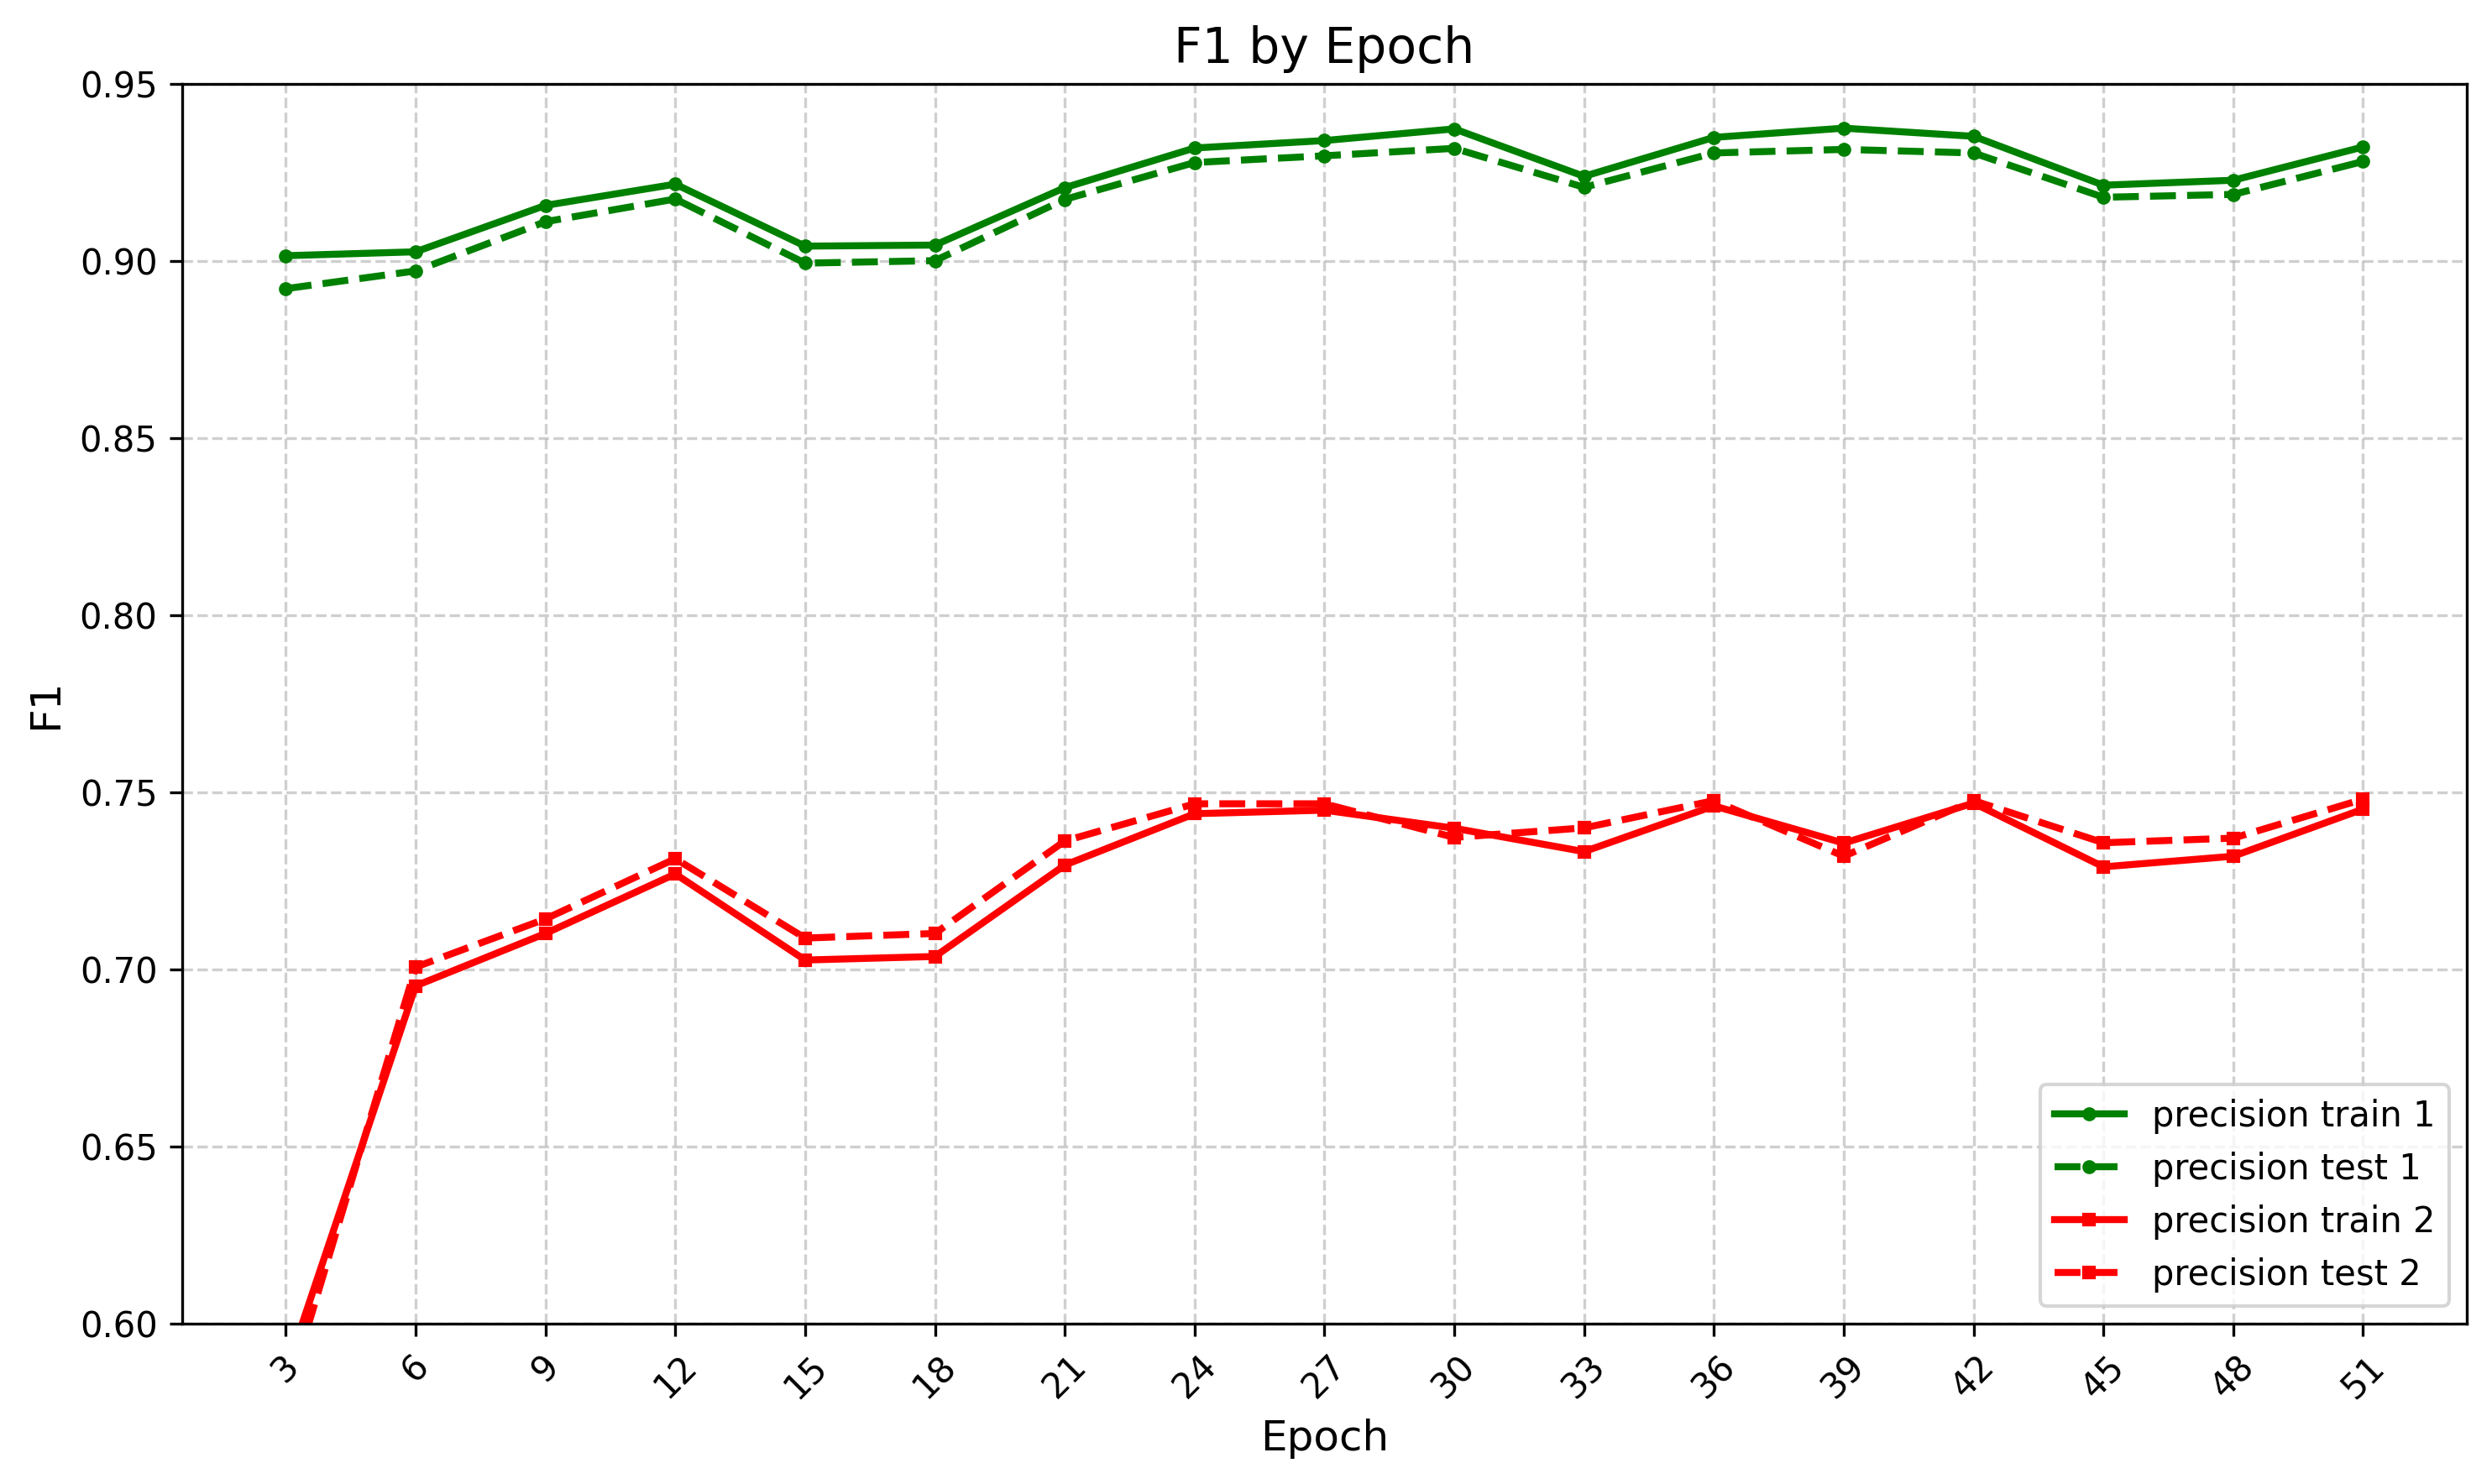 F1 by Epoch
0.95
0.90
0.85
0.80
0.75
0.70
0.65
0.60
F1
3 6 9 12 15 18 21 24 27 30 33 36 39 42 45 48 51
Epoch
precision train 1
precision test 1
precision train 2
precision test 2